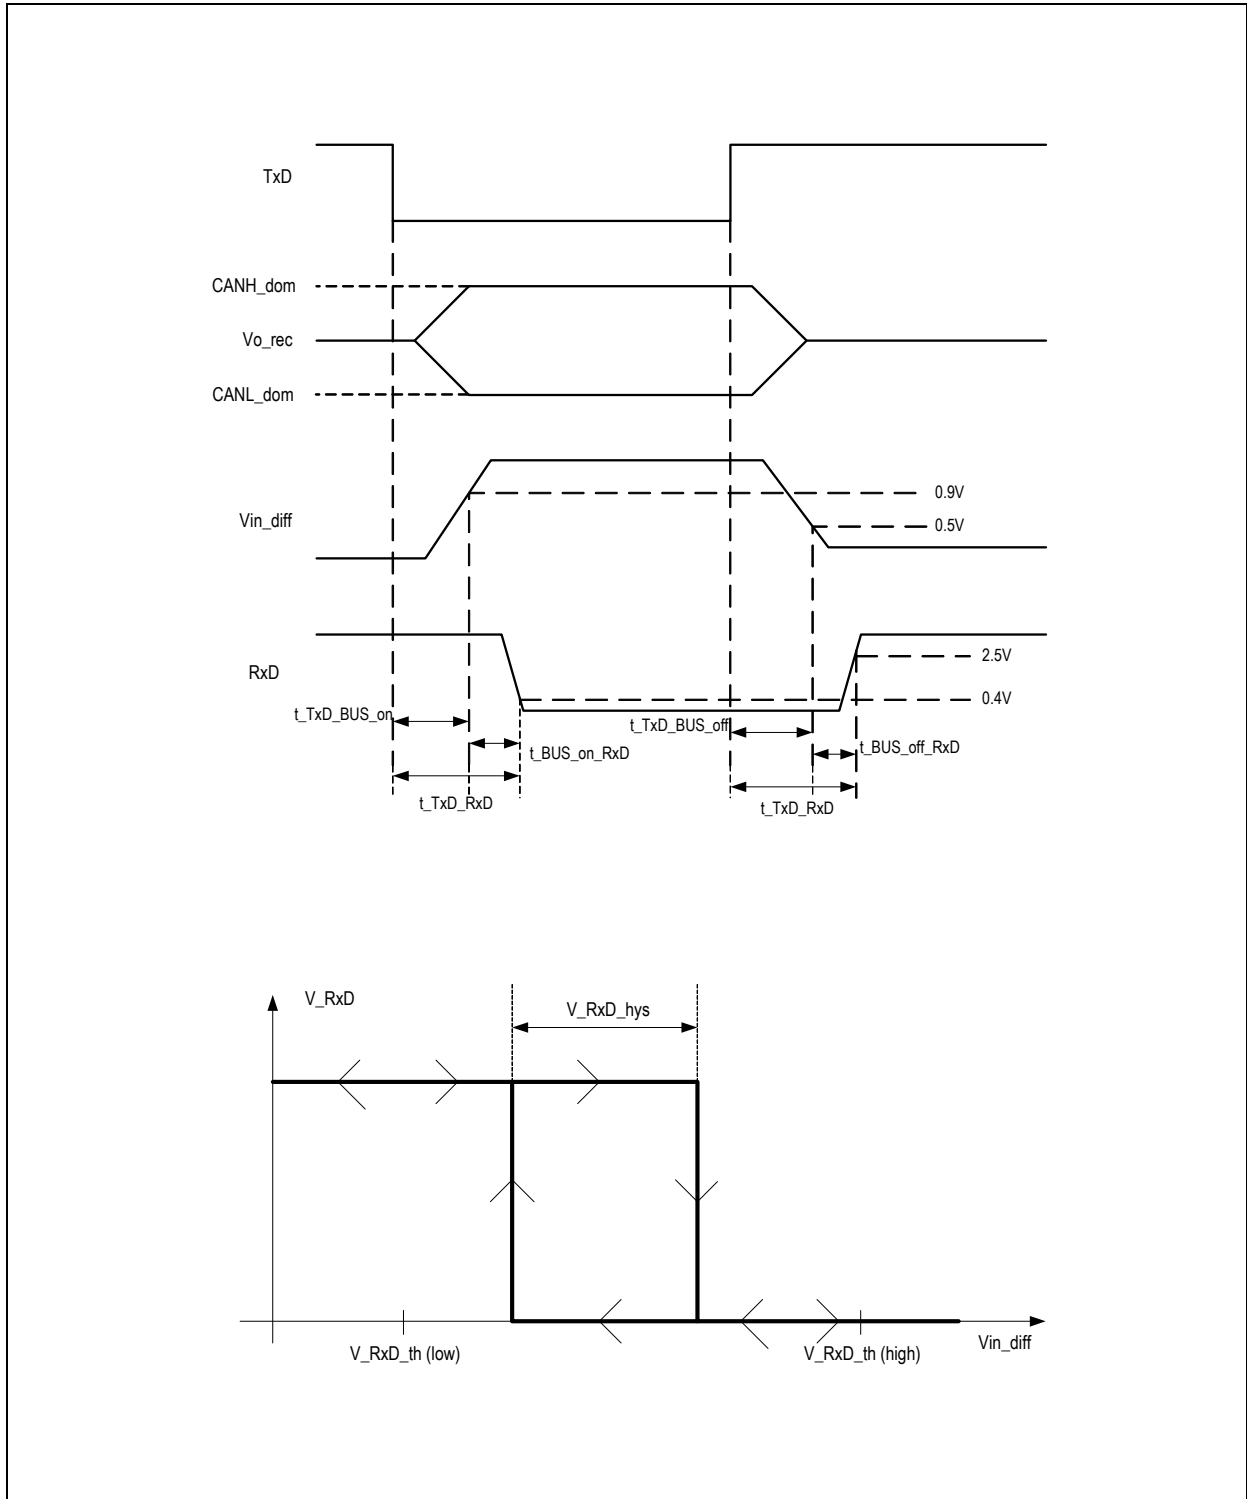 TxD
CANH_dom
Vo_rec
CANL_dom
0.9V
Vin_diff
0.5V
2.5V
RxD
0.4V
t_TxD_BUS_on
t_TxD_BUS_off
t_BUS_on_RxD
t_BUS_off_RxD
t_TxD_RxD
t_TxD_RxD
V_RxD
V_RxD_hys
Vin_diff
V_RxD_th (low)
V_RxD_th (high)